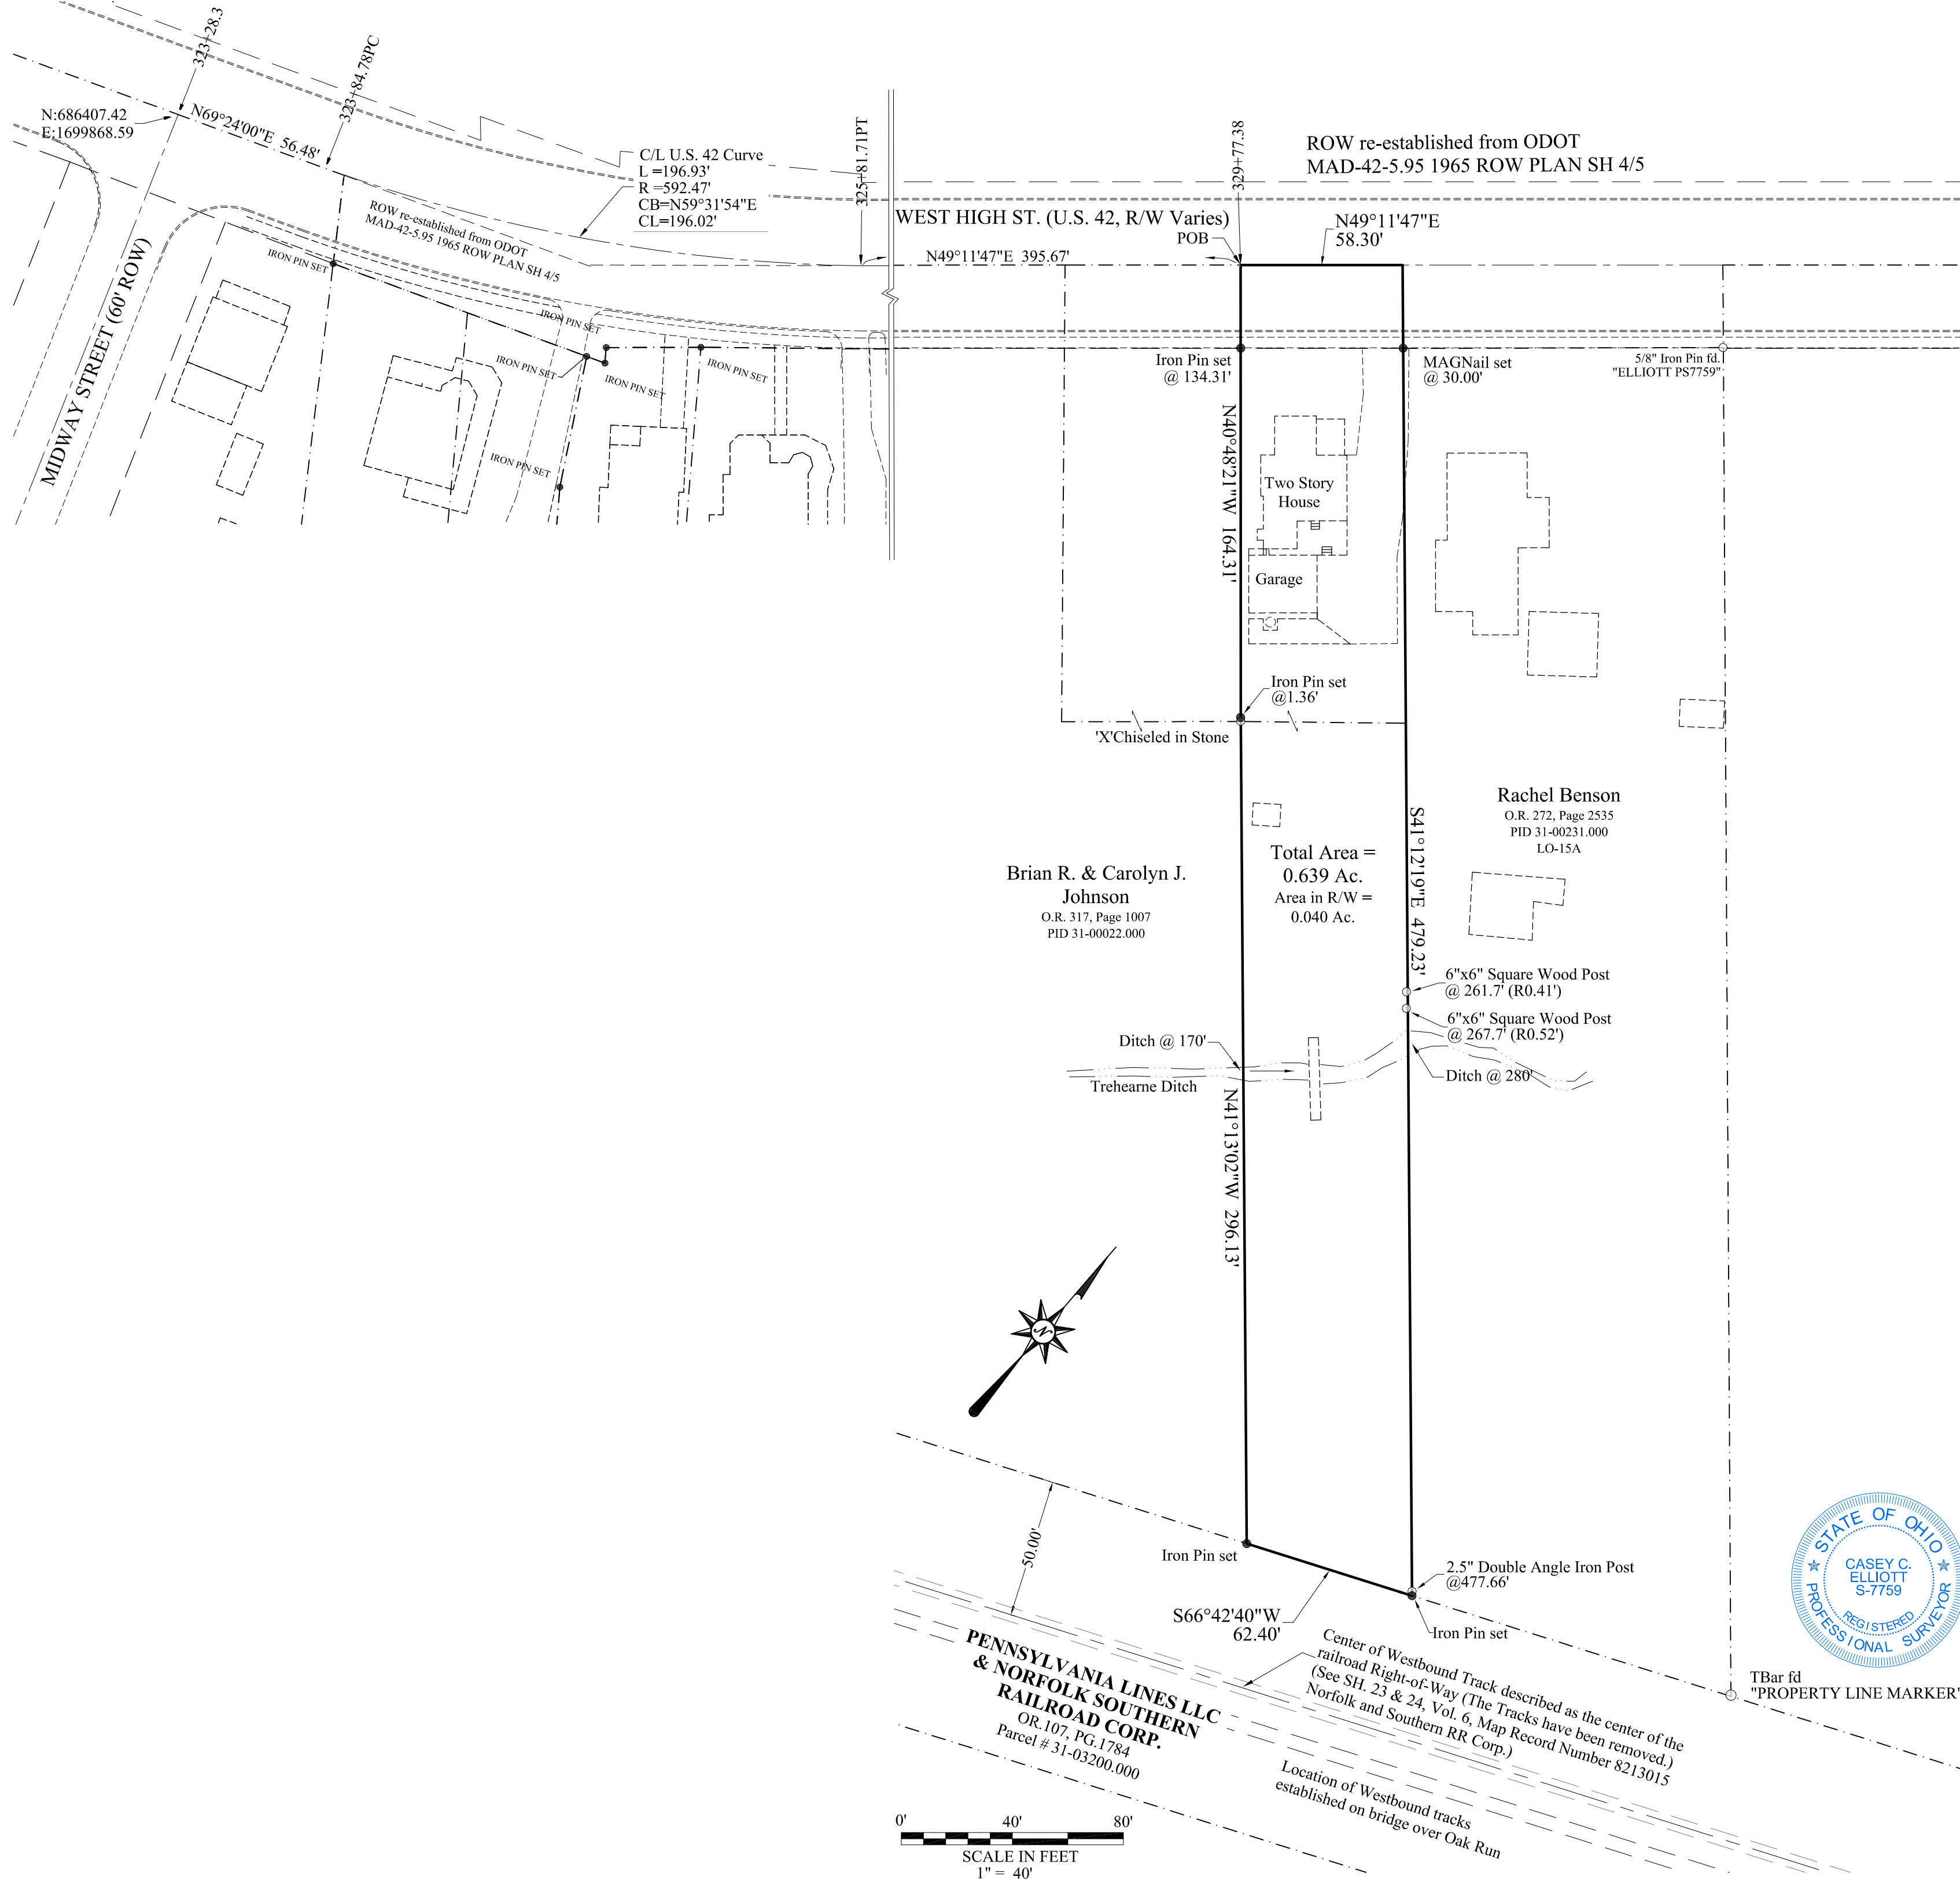 323+28.3
323+84.78PC
N:686407.42
E:1699868.59
N69°24'00"E 56.48'
C/L U.S. 42 Curve
L =196.93'
R =592.47'
CB=N59°31'54"E
CL=196.02'
325+81.71PT
329+77.38
ROW re-established from ODOT
MAD-42-5.95 1965 ROW PLAN SH 4/5
WEST HIGH ST. (U.S. 42, R/W Varies)
POB
N49°11'47"E
58.30'
N49°11'47"E 395.67'
ROW re-established from ODOT
MAD-42-5.95 1965 ROW PLAN SH 4/5
IRON PIN SET
IRON PIN SET
IRON PIN SET
IRON PIN SET
IRON PIN SET
IRON PIN SET
MIDWAY STREET (60' ROW)
Iron Pin set
@ 134.31'
MAGNail set
@ 30.00'
5/8" Iron Pin fd.
"ELLIOTT PS7759"
N40°48'21"W 164.31'
Two Story
House
Garage
Iron Pin set
@1.36'
'X'Chiseled in Stone
Rachel Benson
O.R. 272, Page 2535
PID 31-00231.000
LO-15A
S41°12'19"E 479.23'
Total Area =
0.639 Ac.
Area in R/W =
0.040 Ac.
Brian R. & Carolyn J.
Johnson
O.R. 317, Page 1007
PID 31-00022.000
6"x6" Square Wood Post
@ 261.7' (R0.41')
6"x6" Square Wood Post
@ 267.7' (R0.52')
Ditch @ 170'
Ditch @ 280'
Trehearne Ditch
N41°13'02"W 296.13'
N
50.00'
Iron Pin set
2.5" Double Angle Iron Post
@477.66'
S66°42'40"W
62.40'
Iron Pin set
STATE OF OHIO
CASEY C.
ELLIOTT
S-7759
REGISTERED
PROFESSIONAL SURVEYOR
TBar fd
"PROPERTY LINE MARKER"
PENNSYLVANIA LINES LLC
& NORFOLK SOUTHERN
RAILROAD CORP.
OR.107, PG.1784
Parcel # 31-03200.000
Center of Westbound Track described as the center of the
railroad Right-of-Way (The Tracks have been removed.)
(See SH. 23 & 24, Vol. 6, Map Record Number 8213015
Norfolk and Southern RR Corp.)
Location of Westbound tracks
established on bridge over Oak Run
0' 40' 80'
SCALE IN FEET
1" = 40'